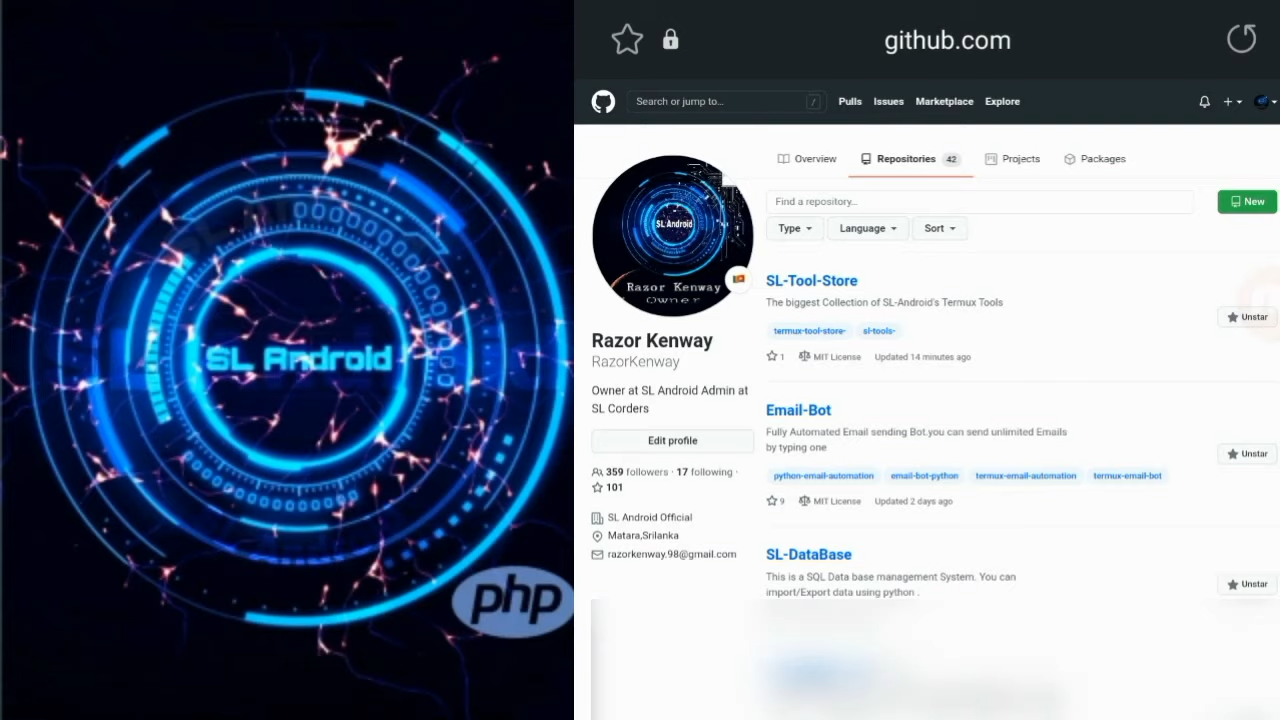 SL Android
php
github.com
Search or jump to...
/
Pulls
Issues
Marketplace
Explore
Overview
Repositories 42
Projects
Packages
Find a repository...
New
Type
Language
Sort
SL Android
Razor Kenway
Owner
Razor Kenway
RazorKenway
Owner at SL Android Admin at
SL Corders
Edit profile
359 followers · 17 following ·
101
SL Android Official
Matara,Srilanka
razorkenway.98@gmail.com
SL-Tool-Store
The biggest Collection of SL-Android's Termux Tools
termux-tool-store- sl-tools-
1 MIT License Updated 14 minutes ago
Unstar
Email-Bot
Fully Automated Email sending Bot.you can send unlimited Emails
by typing one
python-email-automation email-bot-python termux-email-automation termux-email-bot
9 MIT License Updated 2 days ago
Unstar
SL-DataBase
This is a SQL Data base management System. You can
import/Export data using python .
Unstar